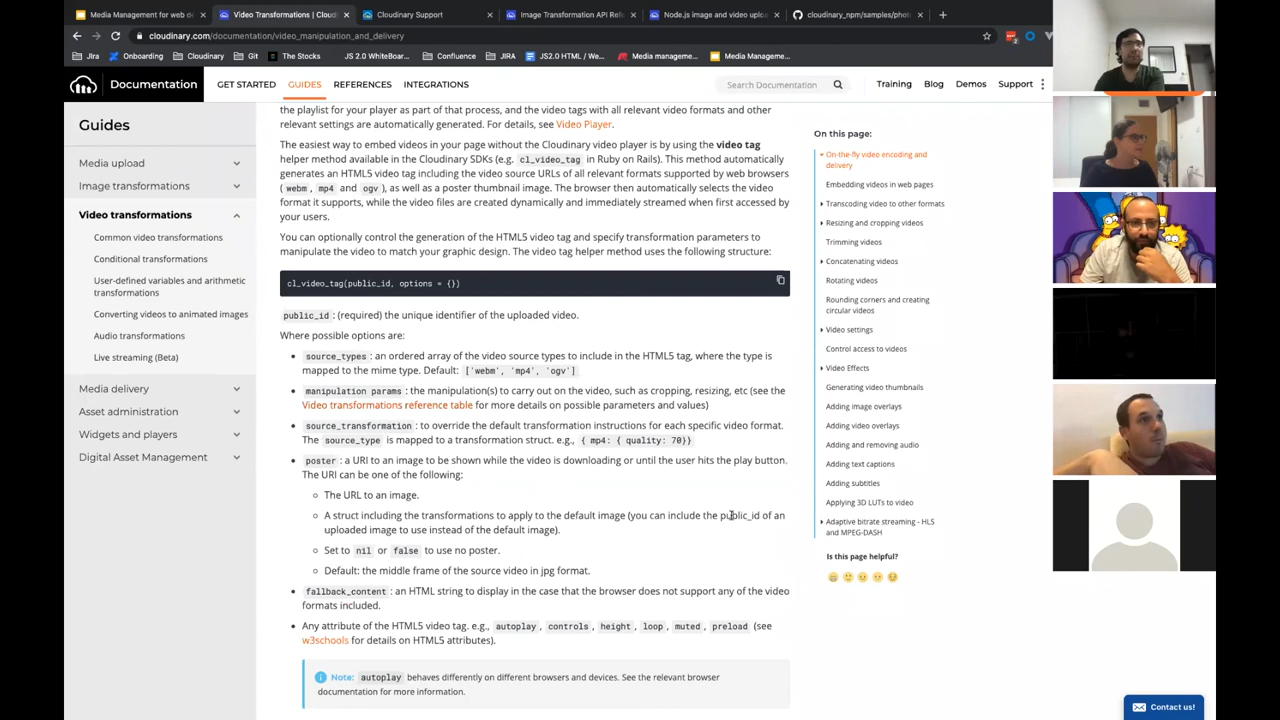 Media Management for web de
Video Transformations | Cloudi
Cloudinary Support
Image Transformation API Ref
Node.js image and video uploa
cloudinary_npm/samples/phot
cloudinary.com/documentation/video_manipulation_and_delivery
Jira
Onboarding
Cloudinary
Git
The Stocks
JS 2.0 WhiteBoar...
Confluence
JIRA
JS2.0 HTML / We...
Media manageme...
Media Manageme...
Documentation
GET STARTED
GUIDES
REFERENCES
INTEGRATIONS
Search Documentation
Training
Blog
Demos
Support
Guides
Media upload
Image transformations
Video transformations
Common video transformations
Conditional transformations
User-defined variables and arithmetic
transformations
Converting videos to animated images
Audio transformations
Live streaming (Beta)
Media delivery
Asset administration
Widgets and players
Digital Asset Management
the playlist for your player as part of that process, and the video tags with all relevant video formats and other
relevant settings are automatically generated. For details, see Video Player.
The easiest way to embed videos in your page without the Cloudinary video player is by using the video tag
helper method available in the Cloudinary SDKs (e.g. cl_video_tag in Ruby on Rails). This method automatically
generates an HTML5 video tag including the video source URLs of all relevant formats supported by web browsers
( webm , mp4 and ogv ), as well as a poster thumbnail image. The browser then automatically selects the video
format it supports, while the video files are created dynamically and immediately streamed when first accessed by
your users.
You can optionally control the generation of the HTML5 video tag and specify transformation parameters to
manipulate the video to match your graphic design. The video tag helper method uses the following structure:
cl_video_tag(public_id, options = {})
public_id : (required) the unique identifier of the uploaded video.
Where possible options are:
source_types : an ordered array of the video source types to include in the HTML5 tag, where the type is
mapped to the mime type. Default: ['webm', 'mp4', 'ogv']
manipulation params : the manipulation(s) to carry out on the video, such as cropping, resizing, etc (see the
Video transformations reference table for more details on possible parameters and values)
source_transformation : to override the default transformation instructions for each specific video format.
The source_type is mapped to a transformation struct. e.g., { mp4: { quality: 70}}
poster : a URI to an image to be shown while the video is downloading or until the user hits the play button.
The URI can be one of the following:
The URL to an image.
A struct including the transformations to apply to the default image (you can include the public_id of an
uploaded image to use instead of the default image).
Set to nil or false to use no poster.
Default: the middle frame of the source video in jpg format.
fallback_content : an HTML string to display in the case that the browser does not support any of the video
formats included.
Any attribute of the HTML5 video tag. e.g., autoplay , controls , height , loop , muted , preload (see
w3schools for details on HTML5 attributes).
Note: autoplay behaves differently on different browsers and devices. See the relevant browser
documentation for more information.
On this page:
On-the-fly video encoding and
delivery
Embedding videos in web pages
Transcoding video to other formats
Resizing and cropping videos
Trimming videos
Concatenating videos
Rotating videos
Rounding corners and creating
circular videos
Video settings
Control access to videos
Video Effects
Generating video thumbnails
Adding image overlays
Adding video overlays
Adding and removing audio
Adding text captions
Adding subtitles
Applying 3D LUTs to video
Adaptive bitrate streaming - HLS
and MPEG-DASH
Is this page helpful?
Contact us!